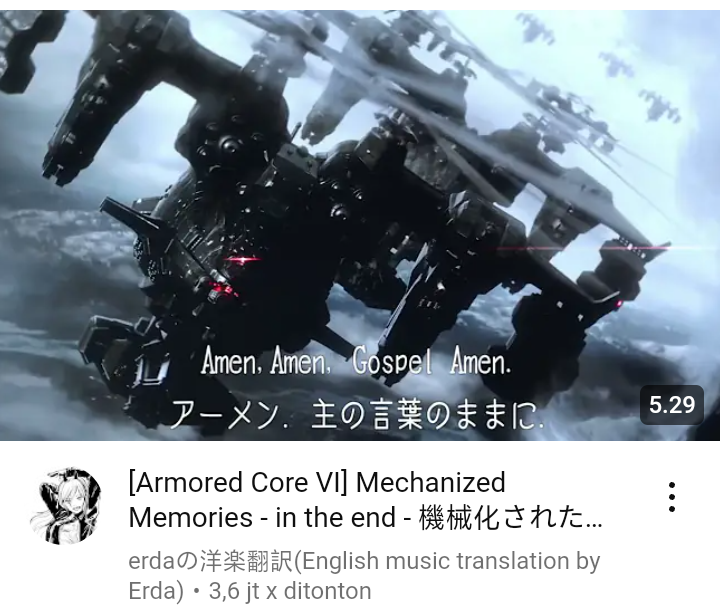 Amen, Amen, Gospel Amen.
アーメン. 主の言葉のままに.
5.29
[Armored Core VI] Mechanized
Memories - in the end - 機械化された...
erdaの洋楽翻訳(English music translation by
Erda) • 3,6 jt x ditonton